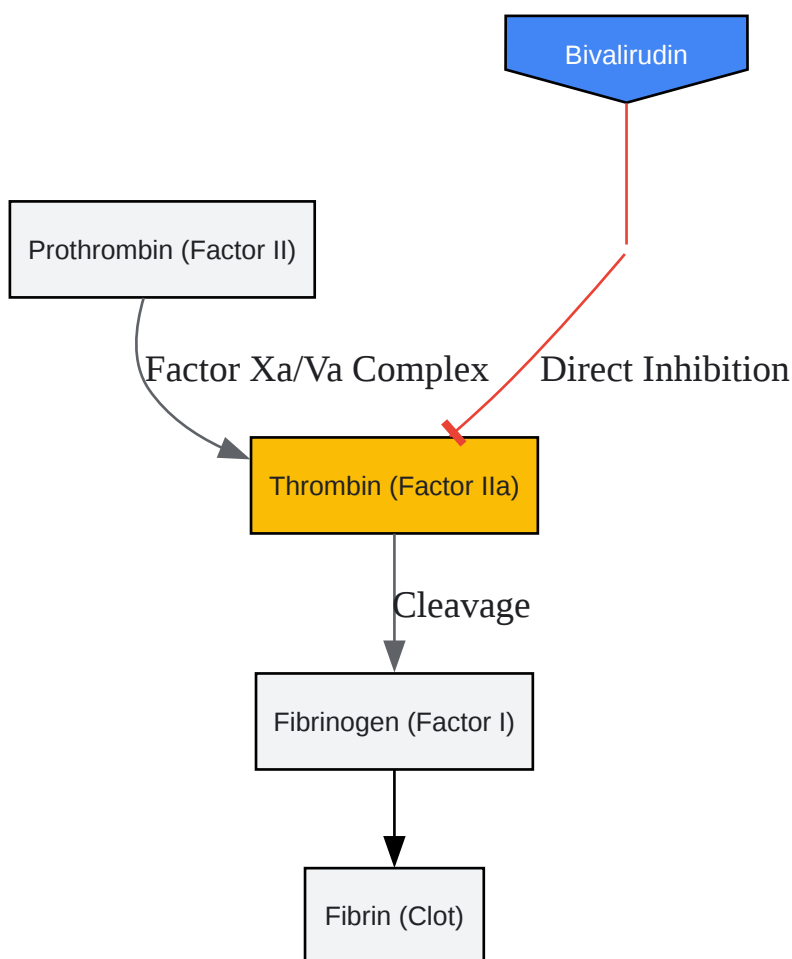 Bivalirudin
Prothrombin (Factor II)
Factor Xa/Va Complex
Direct Inhibition
Thrombin (Factor IIa)
Cleavage
Fibrinogen (Factor I)
Fibrin (Clot)